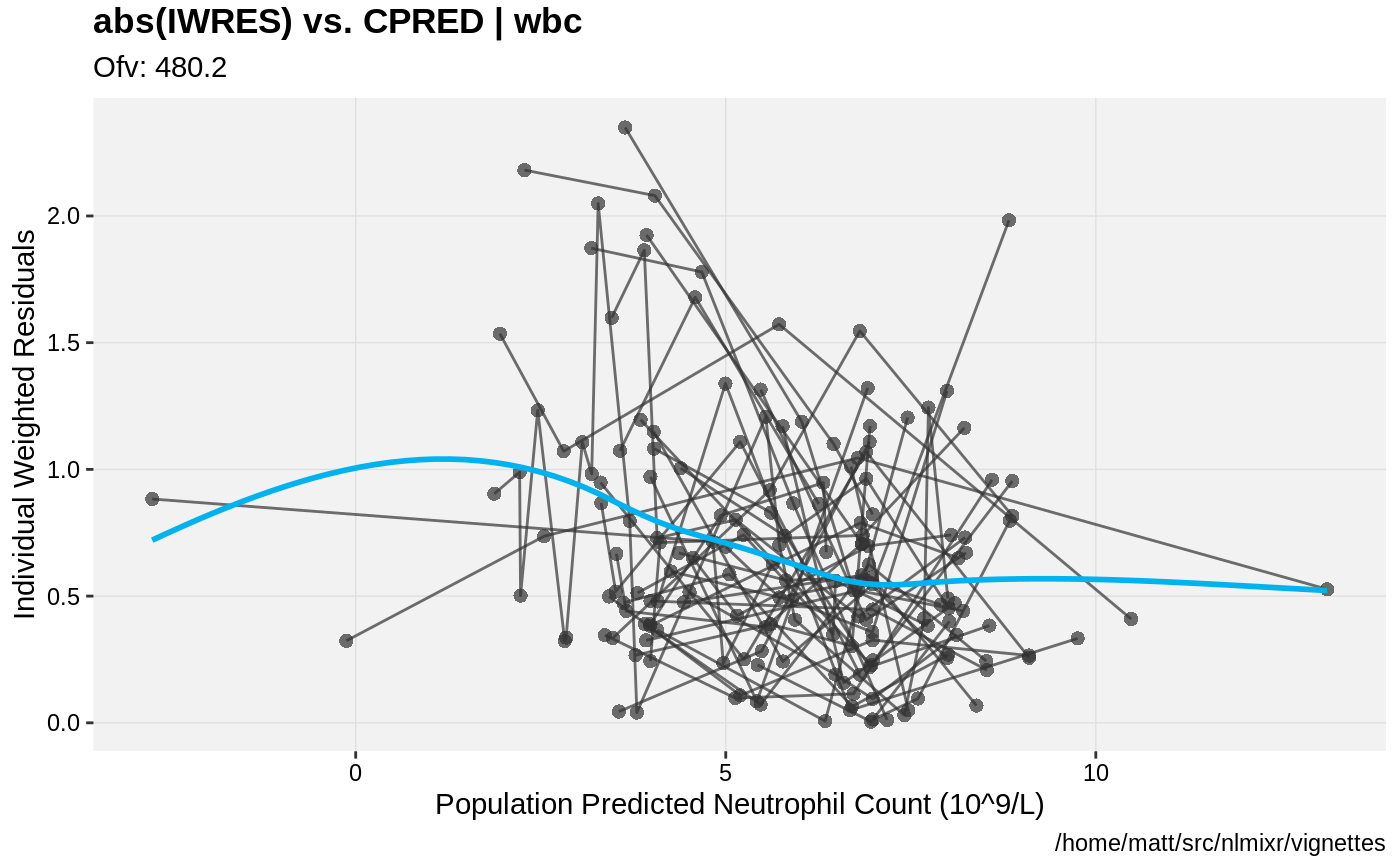 abs(IWRES) vs. CPRED | wbc
Ofv: 480.2
Individual Weighted Residuals
2.0
1.5
1.0
0.5
0.0
0
5
10
Population Predicted Neutrophil Count (10^9/L)
/home/matt/src/nlmixr/vignettes